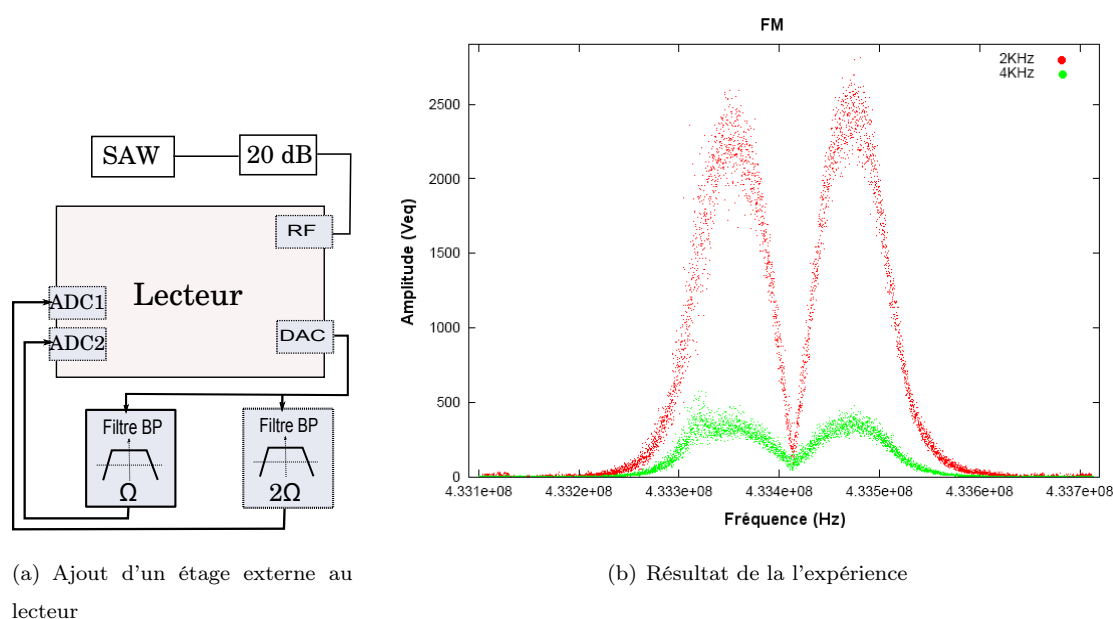 SAW
20 dB
RF
Lecteur
ADC1
ADC2
DAC
Filtre BP
Ω
Filtre BP
2Ω
(a) Ajout d'un étage externe au
lecteur
FM
2KHz
4KHz
Amplitude (Veq)
2500
2000
1500
1000
500
0
4.331e+08 4.332e+08 4.333e+08 4.334e+08 4.335e+08 4.336e+08 4.337e+08
Fréquence (Hz)
(b) Résultat de la l'expérience